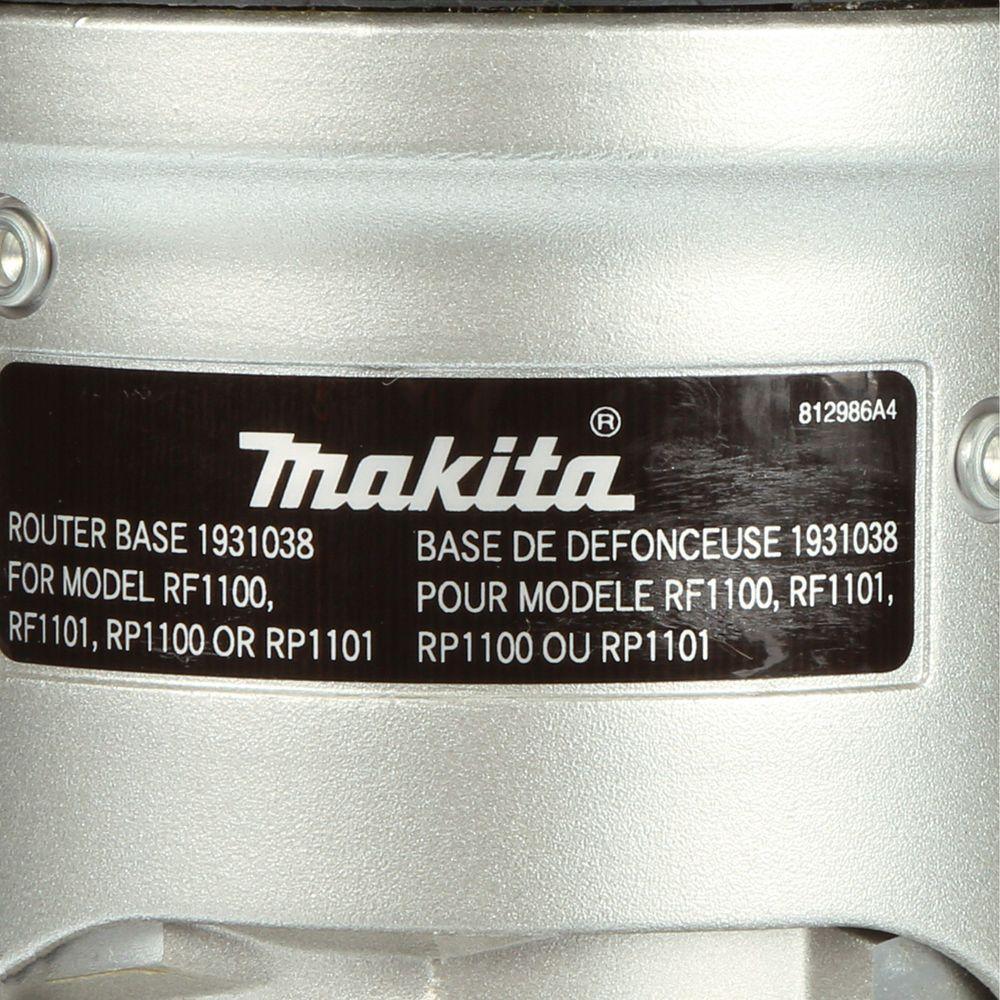 812986A4
makita®
ROUTER BASE 1931038
FOR MODEL RF1100,
RF1101, RP1100 OR RP1101
BASE DE DEFONCEUSE 1931038
POUR MODELE RF1100, RF1101,
RP1100 OU RP1101